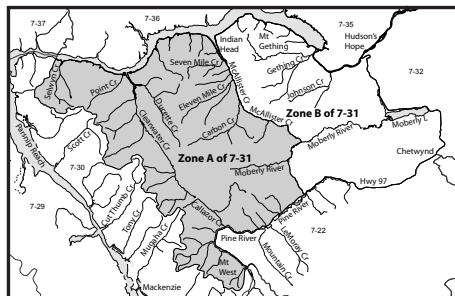 7-37
7-36
7-35
Indian
Head
Mt
Gething
Hudson's
Hope
Seven Mile Cr
Gething Cr
7-32
Selwyn Cr
Point Cr
McAllister Cr
Johnson Cr
Eleven Mile Cr
Ducette Cr
Clearwater Cr
Carbon Cr
McAllister Cr
Zone B of 7-31
Moberly L
Moberly River
Scott Cr
Parsnip Reach
Zone A of 7-31
Chetwynd
7-30
Moberly River
Hwy 97
7-29
Cut Thumb Cr
Tony Cr
Mugaha Cr
Tallazor Cr
Pine River
7-22
Pine River
LeMoray Cr
Mountain Cr
Mt
West
Mackenzie